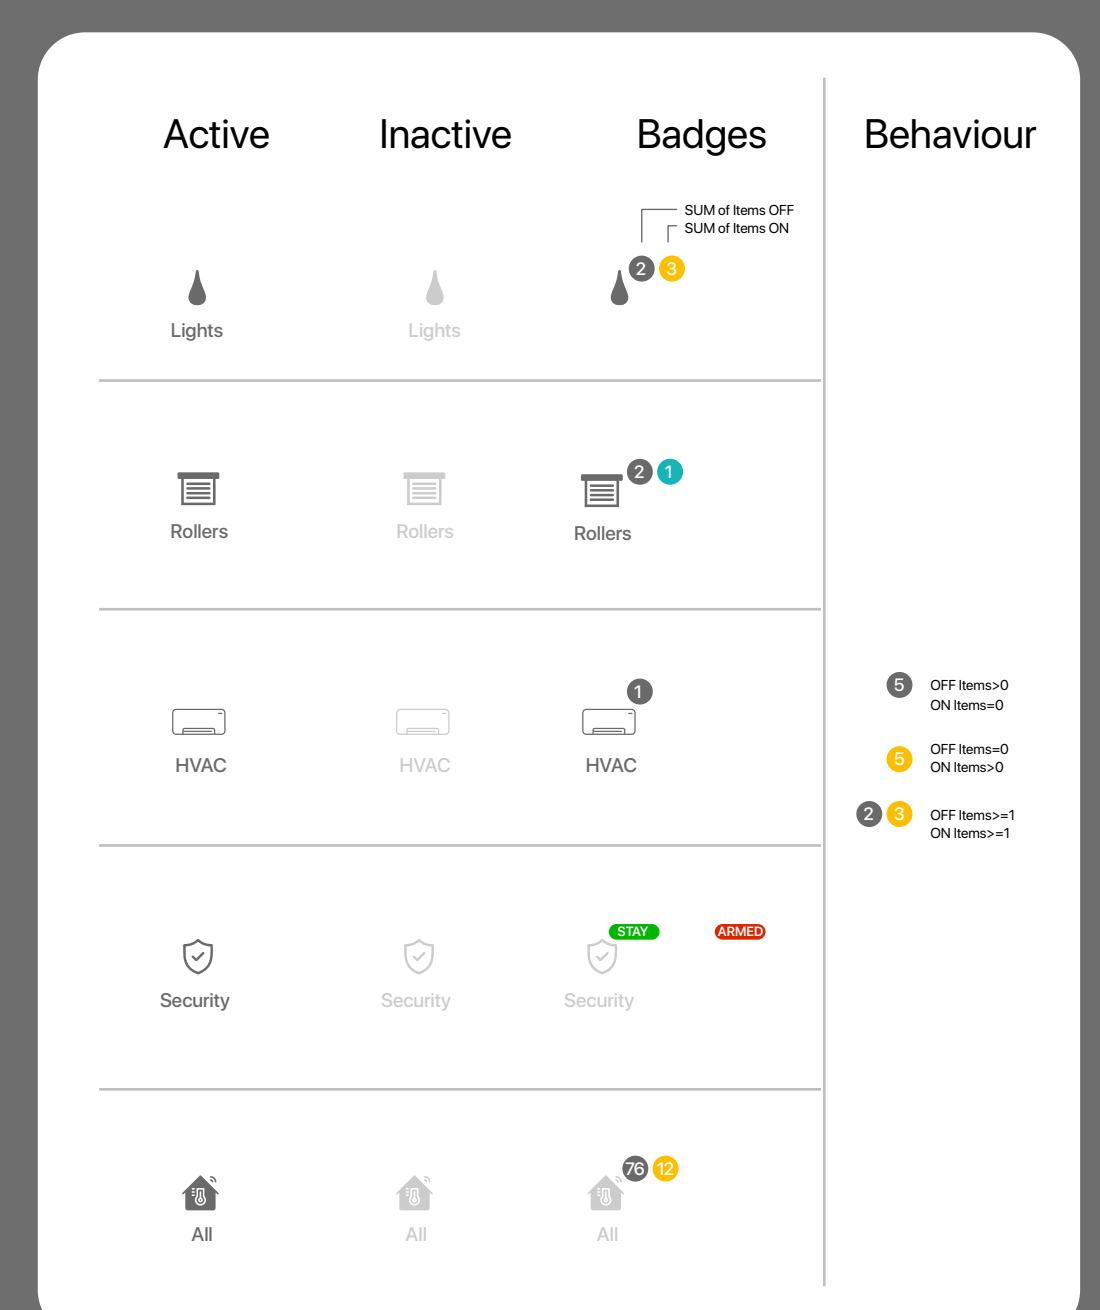 Active
Inactive
Badges
Behaviour
SUM of Items OFF
SUM of Items ON
2
3
Lights
Lights
2
1
Rollers
Rollers
Rollers
1
HVAC
HVAC
HVAC
5
OFF Items>0
ON Items=0
5
OFF Items=0
ON Items>0
2
3
OFF Items>=1
ON Items>=1
STAY
ARMED
Security
Security
Security
76
12
All
All
All